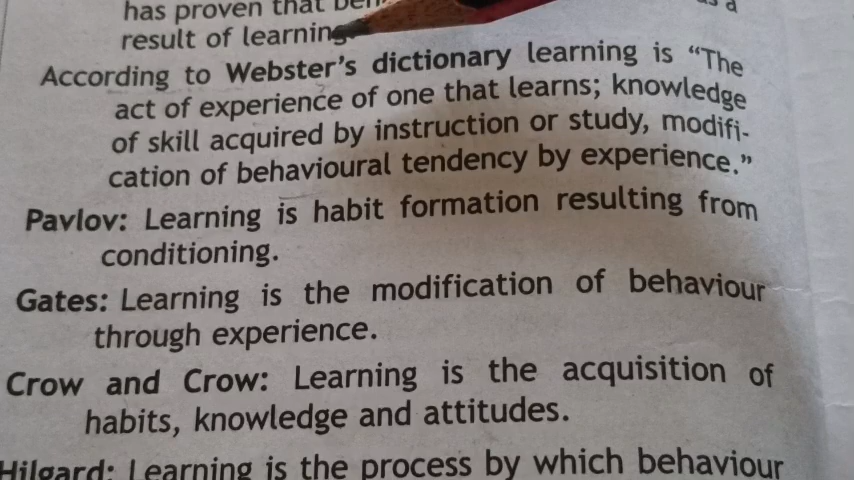 has proven that
result of learning
According to Webster's dictionary learning is “The
act of experience of one that learns; knowledge
of skill acquired by instruction or study, modifi-
cation of behavioural tendency by experience.”
Pavlov: Learning is habit formation resulting from
conditioning.
Gates: Learning is the modification of behaviour
through experience.
Crow and Crow: Learning is the acquisition of
habits, knowledge and attitudes.
Hilgard: Learning is the process by which behaviour